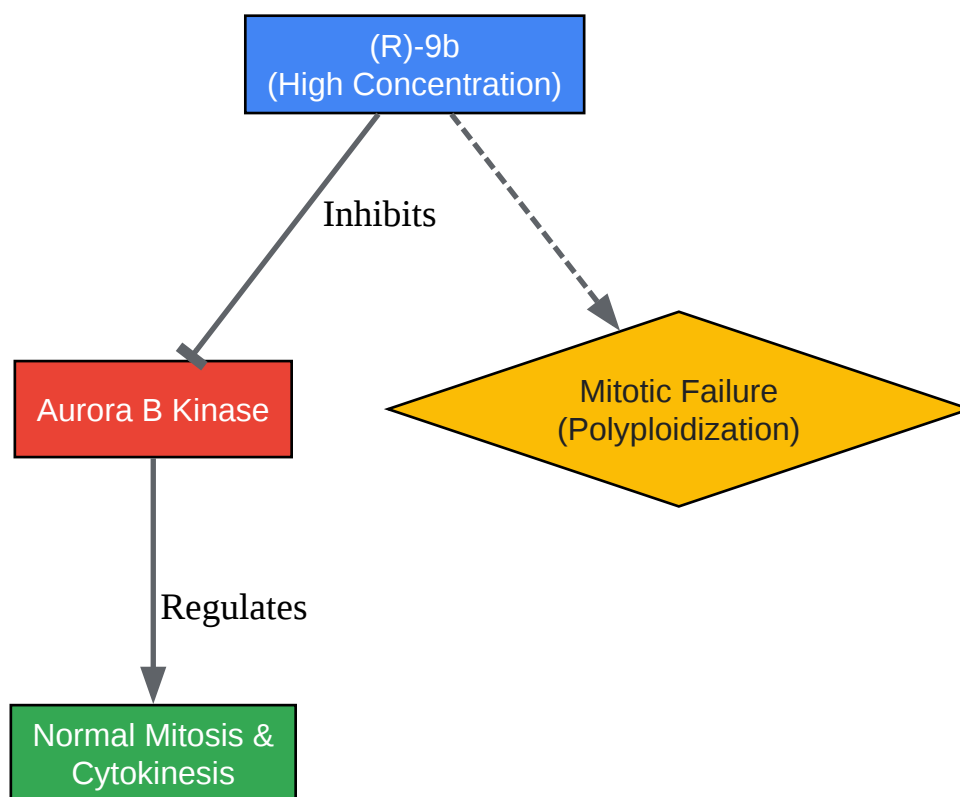 (R)-9b
(High Concentration)
Inhibits
Aurora B Kinase
Mitotic Failure
(Polyploidization)
Regulates
Normal Mitosis &
Cytokinesis